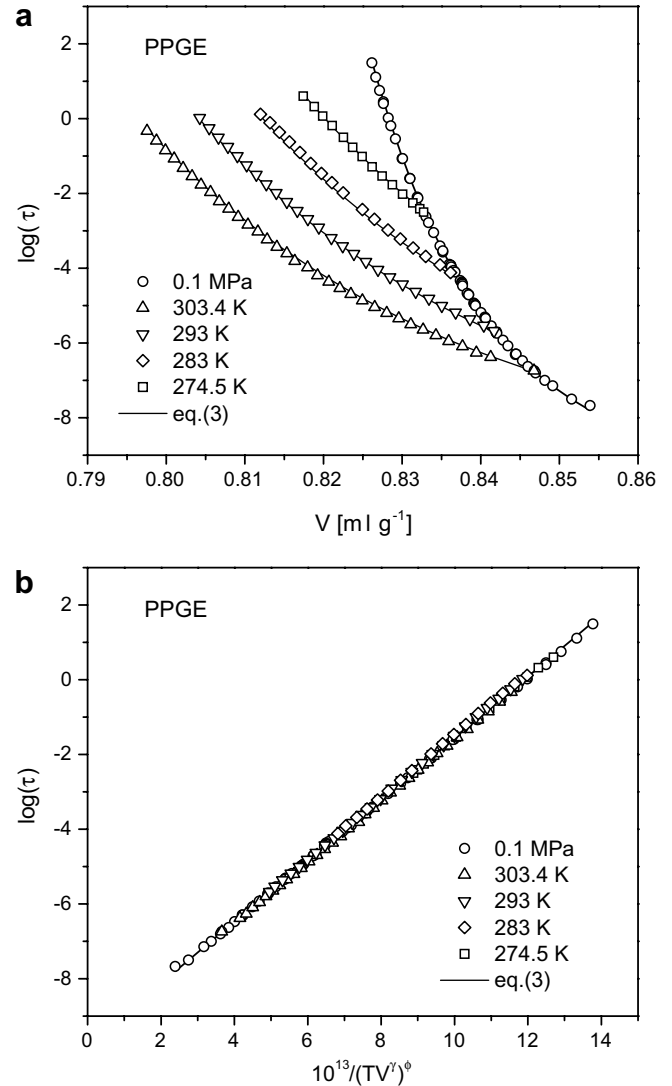 a
PPGE
2
0
-2
-4
-6
-8
log(τ)
0.1 MPa
303.4 K
293 K
283 K
274.5 K
eq.(3)
0.79 0.80 0.81 0.82 0.83 0.84 0.85 0.86
V [ml g⁻¹]
b
PPGE
2
0
-2
-4
-6
-8
log(τ)
0.1 MPa
303.4 K
293 K
283 K
274.5 K
eq.(3)
0 2 4 6 8 10 12 14
10¹³/(TVᵞ)ᶲ